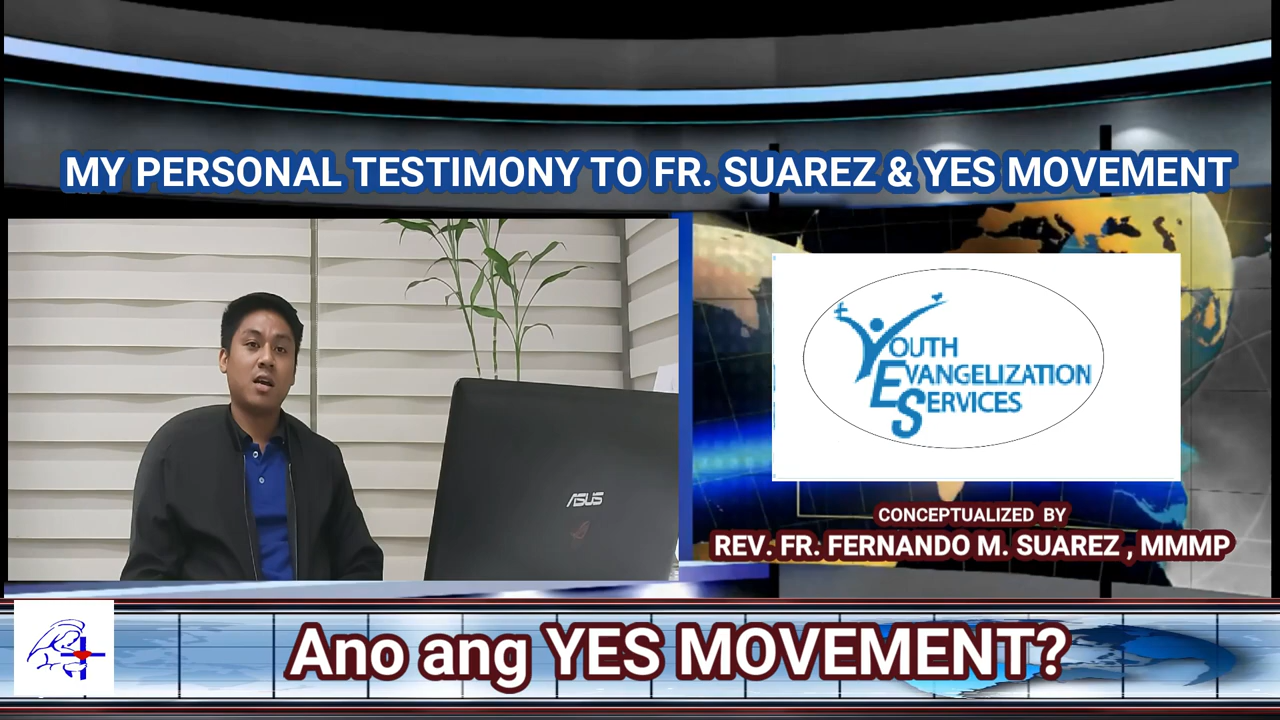 MY PERSONAL TESTIMONY TO FR. SUAREZ & YES MOVEMENT
YOUTH
EVANGELIZATION
SERVICES
ASUS
CONCEPTUALIZED BY
REV. FR. FERNANDO M. SUAREZ , MMMP
Ano ang YES MOVEMENT?